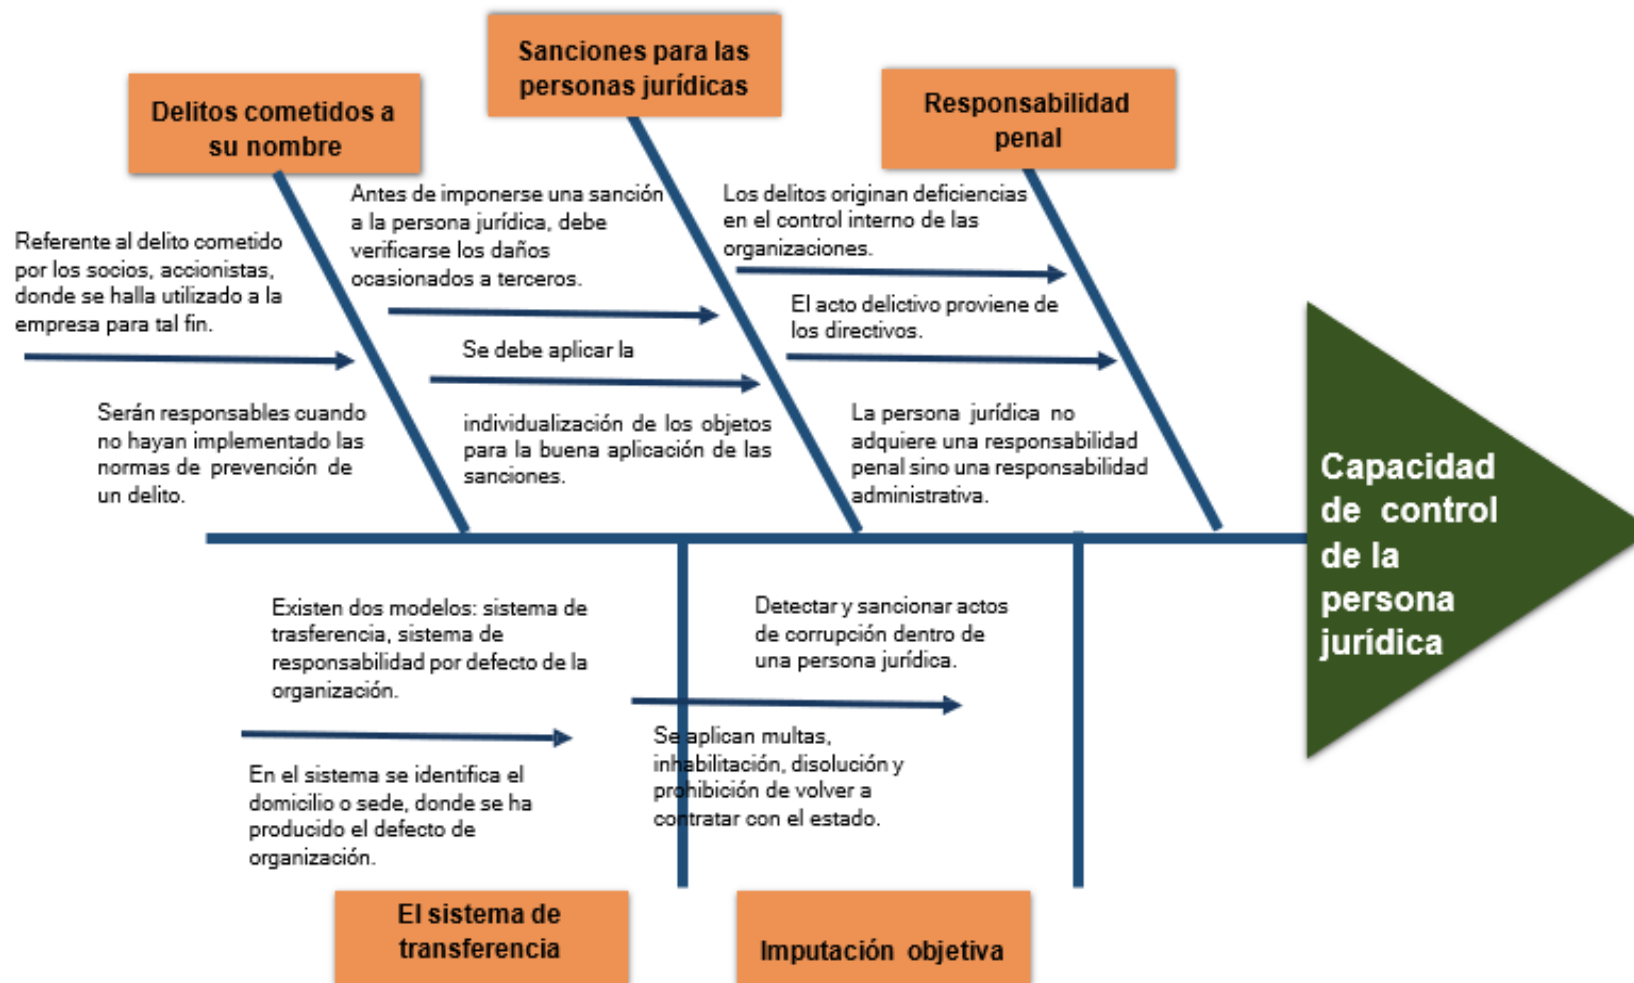 Delitos cometidos a
su nombre
Referente al delito cometido
por los socios, accionistas,
donde se halla utilizado a la
empresa para tal fin.
Serán responsables cuando
no hayan implementado las
normas de prevención de
un delito.
Sanciones para las
personas jurídicas
Antes de imponerse una sanción
a la persona jurídica, debe
verificarse los daños
ocasionados a terceros.
Se debe aplicar la
individualización de los objetos
para la buena aplicación de las
sanciones.
Responsabilidad
penal
Los delitos originan deficiencias
en el control interno de las
organizaciones.
El acto delictivo proviene de
los directivos.
La persona jurídica no
adquiere una responsabilidad
penal sino una responsabilidad
administrativa.
Capacidad
de control
de la
persona
jurídica
Existen dos modelos: sistema de
trasferencia, sistema de
responsabilidad por defecto de la
organización.
En el sistema se identifica el
domicilio o sede, donde se ha
producido el defecto de
organización.
El sistema de
transferencia
Detectar y sancionar actos
de corrupción dentro de
una persona jurídica.
Se aplican multas,
inhabilitación, disolución y
prohibición de volver a
contratar con el estado.
Imputación objetiva